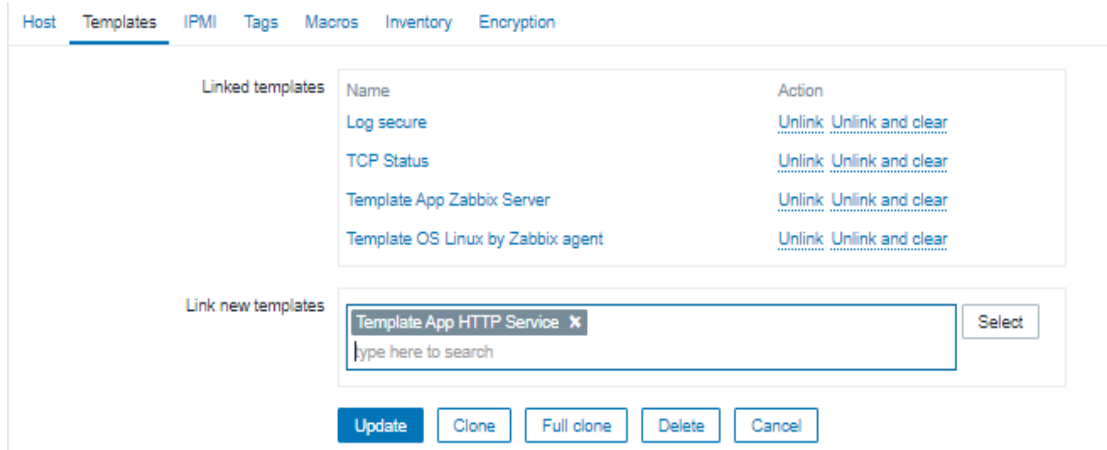 Host Templates IPMI Tags Macros Inventory Encryption
Linked templates Name Action
Log secure Unlink Unlink and clear
TCP Status Unlink Unlink and clear
Template App Zabbix Server Unlink Unlink and clear
Template OS Linux by Zabbix agent Unlink Unlink and clear
Link new templates Template App HTTP Service Select
type here to search
Update Clone Full clone Delete Cancel